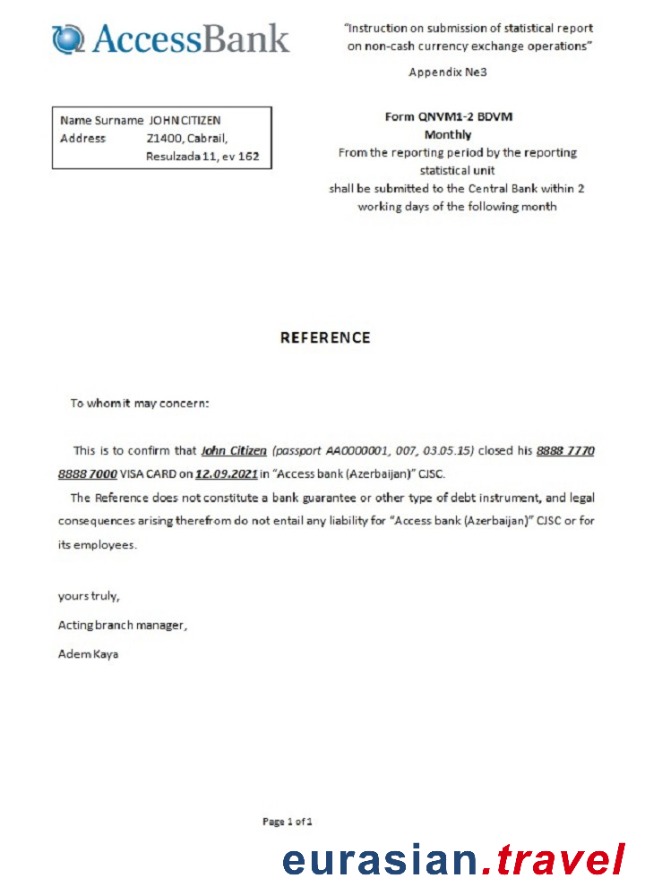 AccessBank
"Instruction on submission of statistical report
on non-cash currency exchange operations"
Appendix №3
Name Surname JOHN CITIZEN
Address Z1400, Cabrail,
Resulzada 11, ev 162
Form QNVM1-2 BDVM
Monthly
From the reporting period by the reporting
statistical unit
shall be submitted to the Central Bank within 2
working days of the following month
REFERENCE
To whom it may concern:
This is to confirm that John Citizen (passport AA0000001, 007, 03.05.15) closed his 8888 7770
8888 7000 VISA CARD on 12.09.2021 in "Access bank (Azerbaijan)" CJSC.
The Reference does not constitute a bank guarantee or other type of debt instrument, and legal
consequences arising therefrom do not entail any liability for "Access bank (Azerbaijan)" CJSC or for
its employees.
yours truly,
Acting branch manager,
Adem Kaya
Page 1 of 1
eurasian.travel